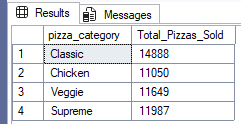 Results Messages
pizza_category Total_Pizzas_Sold
1 Classic 14888
2 Chicken 11050
3 Veggie 11649
4 Supreme 11987